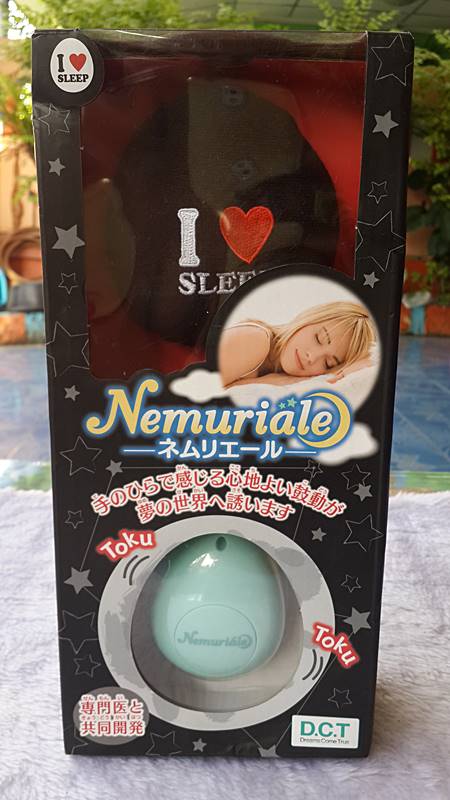 I ♥
SLEEP
I ♥
SLEE
Nemuriale
ネムリエール
手のひらで感じる心地よい鼓動が
夢の世界へ誘います
Toku
Nemuriale
Toku
専門医と
共同開発
D.C.T
Dreams Come True